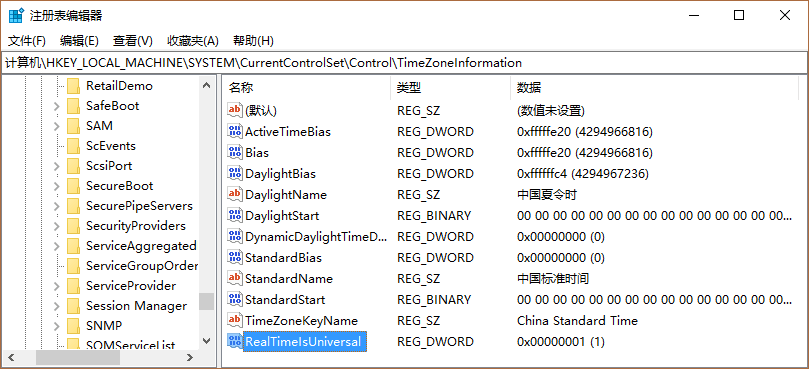 注册表编辑器
文件(F) 编辑(E) 查看(V) 收藏夹(A) 帮助(H)
计算机\HKEY_LOCAL_MACHINE\SYSTEM\CurrentControlSet\Control\TimeZoneInformation
RetailDemo
SafeBoot
SAM
ScEvents
ScsiPort
SecureBoot
SecurePipeServers
SecurityProviders
ServiceAggregated
ServiceGroupOrder
ServiceProvider
Session Manager
SNMP
SQMServiceList
名称 类型 数据
(默认) REG_SZ (数值未设置)
ActiveTimeBias REG_DWORD 0xfffffe20 (4294966816)
Bias REG_DWORD 0xfffffe20 (4294966816)
DaylightBias REG_DWORD 0xffffffc4 (4294967236)
DaylightName REG_SZ 中国夏令时
DaylightStart REG_BINARY 00 00 00 00 00 00 00 00 00 00 00 00 00 00 00...
DynamicDaylightTimeD... REG_DWORD 0x00000000 (0)
StandardBias REG_DWORD 0x00000000 (0)
StandardName REG_SZ 中国标准时间
StandardStart REG_BINARY 00 00 00 00 00 00 00 00 00 00 00 00 00 00 00...
TimeZoneKeyName REG_SZ China Standard Time
RealTimeIsUniversal REG_DWORD 0x00000001 (1)